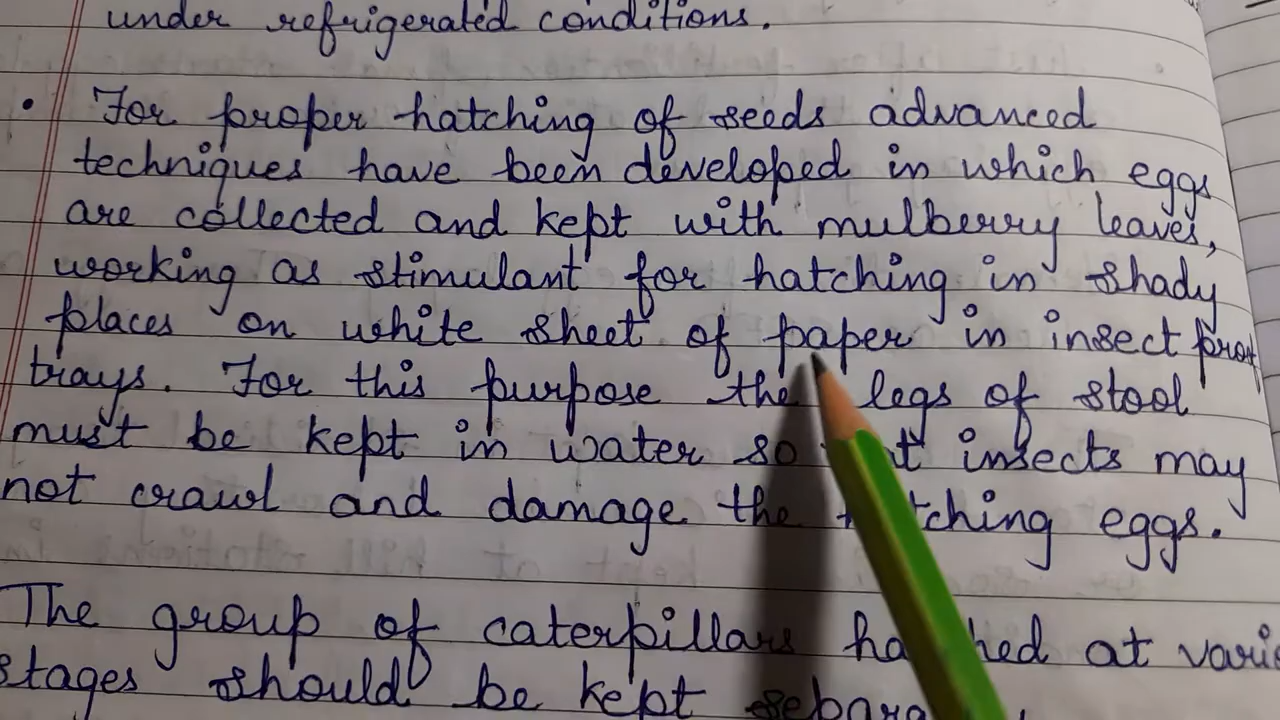 under refrigerated conditions.
• For proper hatching of seeds advanced
techniques have been developed in which eggs
are collected and kept with mulberry leaves,
working as stimulant for hatching in shady
places on white sheet of paper in insect proof
trays. For this purpose the legs of stool
must be kept in water so insects may
not crawl and damage the hatching eggs.
The group of caterpillars hatched at
stages should be kept